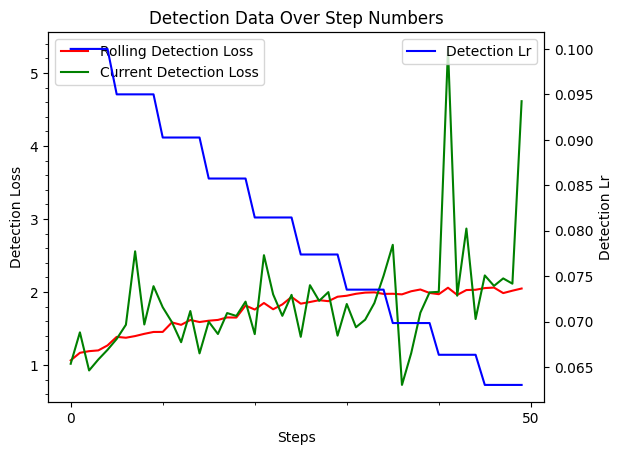 Detection Data Over Step Numbers
Rolling Detection Loss
Current Detection Loss
Detection Lr
Detection Loss
5
4
3
2
1
0.100
0.095
0.090
0.085
0.080
0.075
0.070
0.065
Detection Lr
0
50
Steps